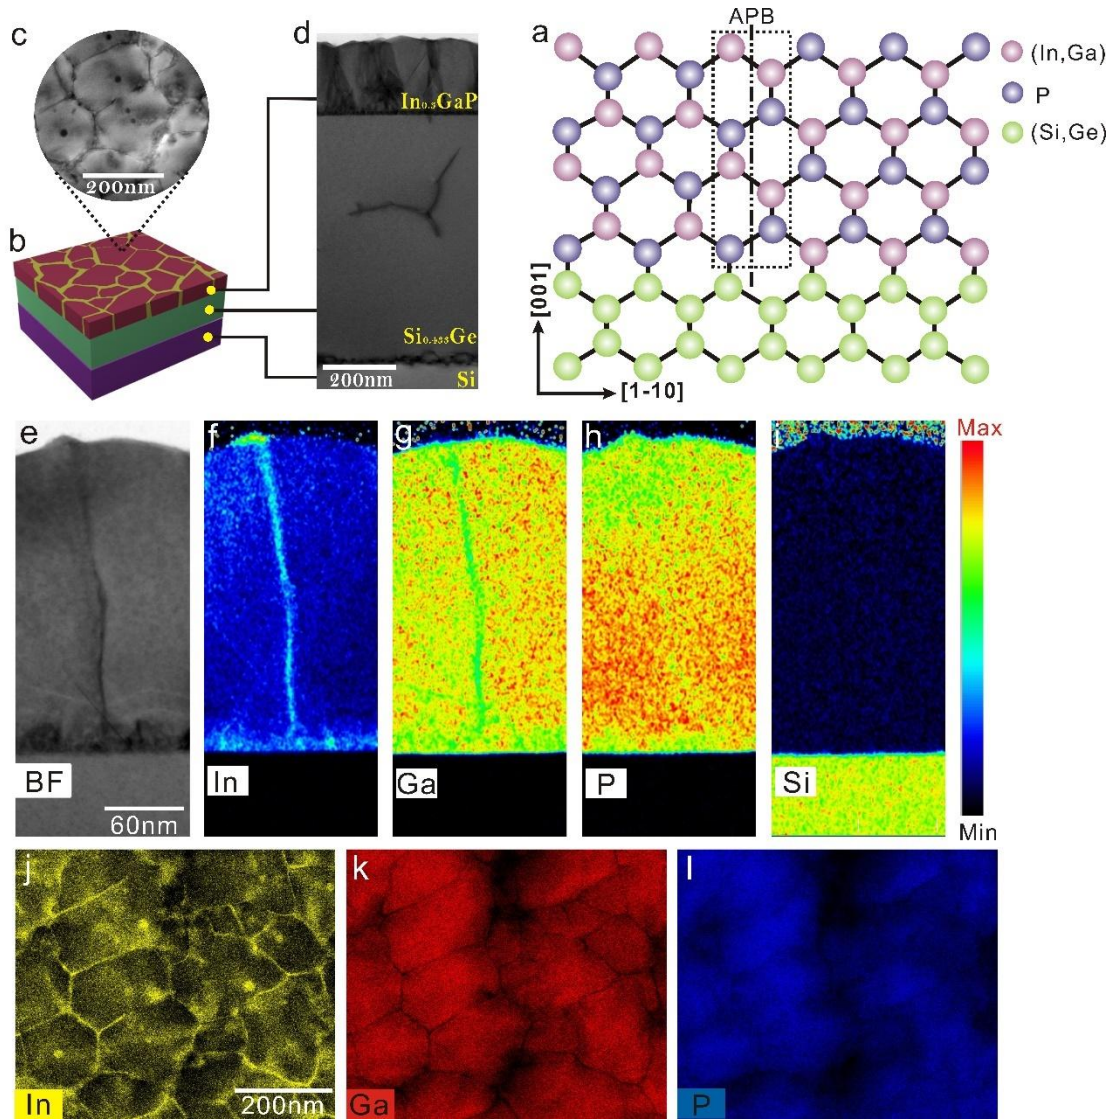 c
200nm
b
d
In₀.₅GaP
Si₀.₄₅₅Ge
200nm
Si
a
APB
(In,Ga)
P
(Si,Ge)
[001]
[1-10]
e
BF
60nm
f
In
g
Ga
h
P
i
Si
Max
Min
j
In
200nm
k
Ga
l
P